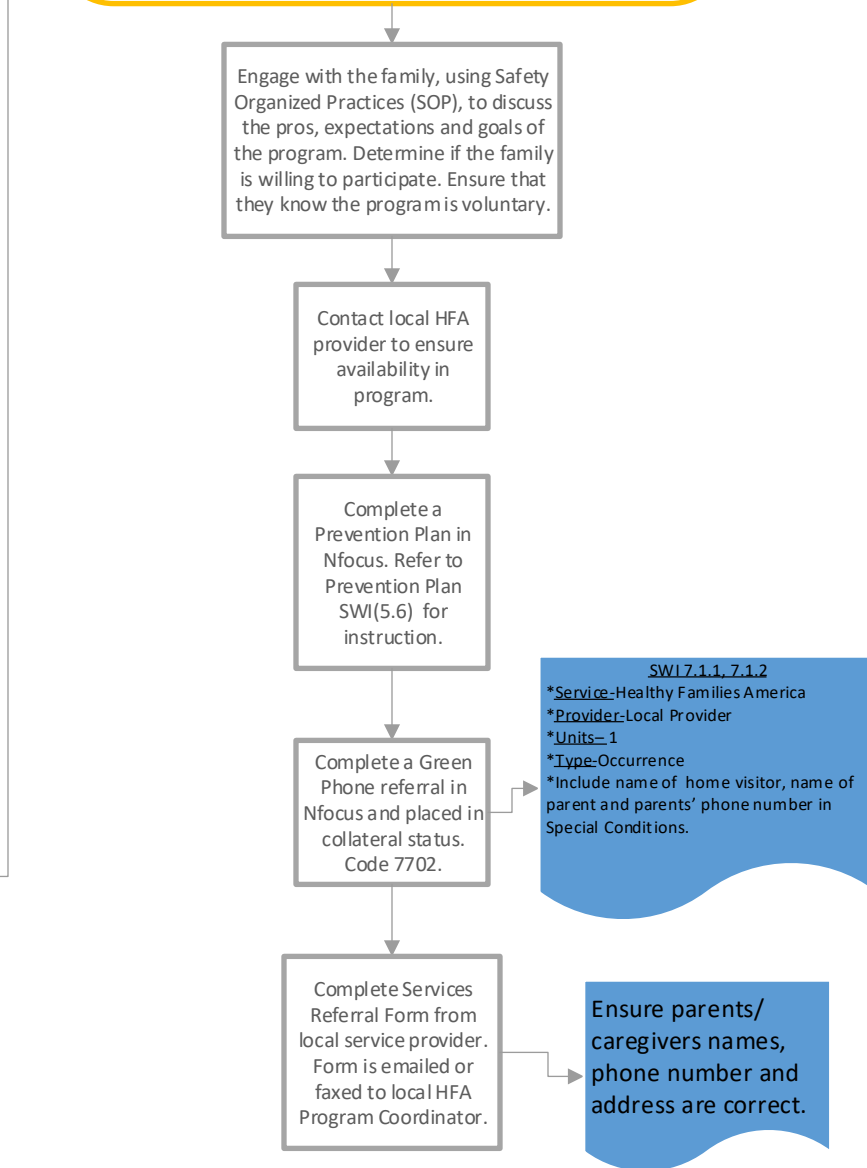 Engage with the family, using Safety
Organized Practices (SOP), to discuss
the pros, expectations and goals of
the program. Determine if the family
is willing to participate. Ensure that
they know the program is voluntary.
Contact local HFA
provider to ensure
availability in
program.
Complete a
Prevention Plan in
Nfocus. Refer to
Prevention Plan
SWI(5.6) for
instruction.
Complete a Green
Phone referral in
Nfocus and placed in
collateral status.
Code 7702.
SWI 7.1.1, 7.1.2
*Service-Healthy Families America
*Provider-Local Provider
*Units– 1
*Type-Occurrence
*Include name of home visitor, name of
parent and parents’ phone number in
Special Conditions.
Complete Services
Referral Form from
local service provider.
Form is emailed or
faxed to local HFA
Program Coordinator.
Ensure parents/
caregivers names,
phone number and
address are correct.